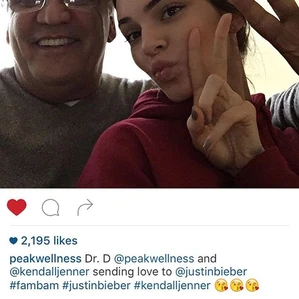 2,195 likes
peakwellness Dr. D @peakwellness and
@kendalljenner sending love to @justinbieber
#fambam #justinbieber #kendalljenner 😘😘😘